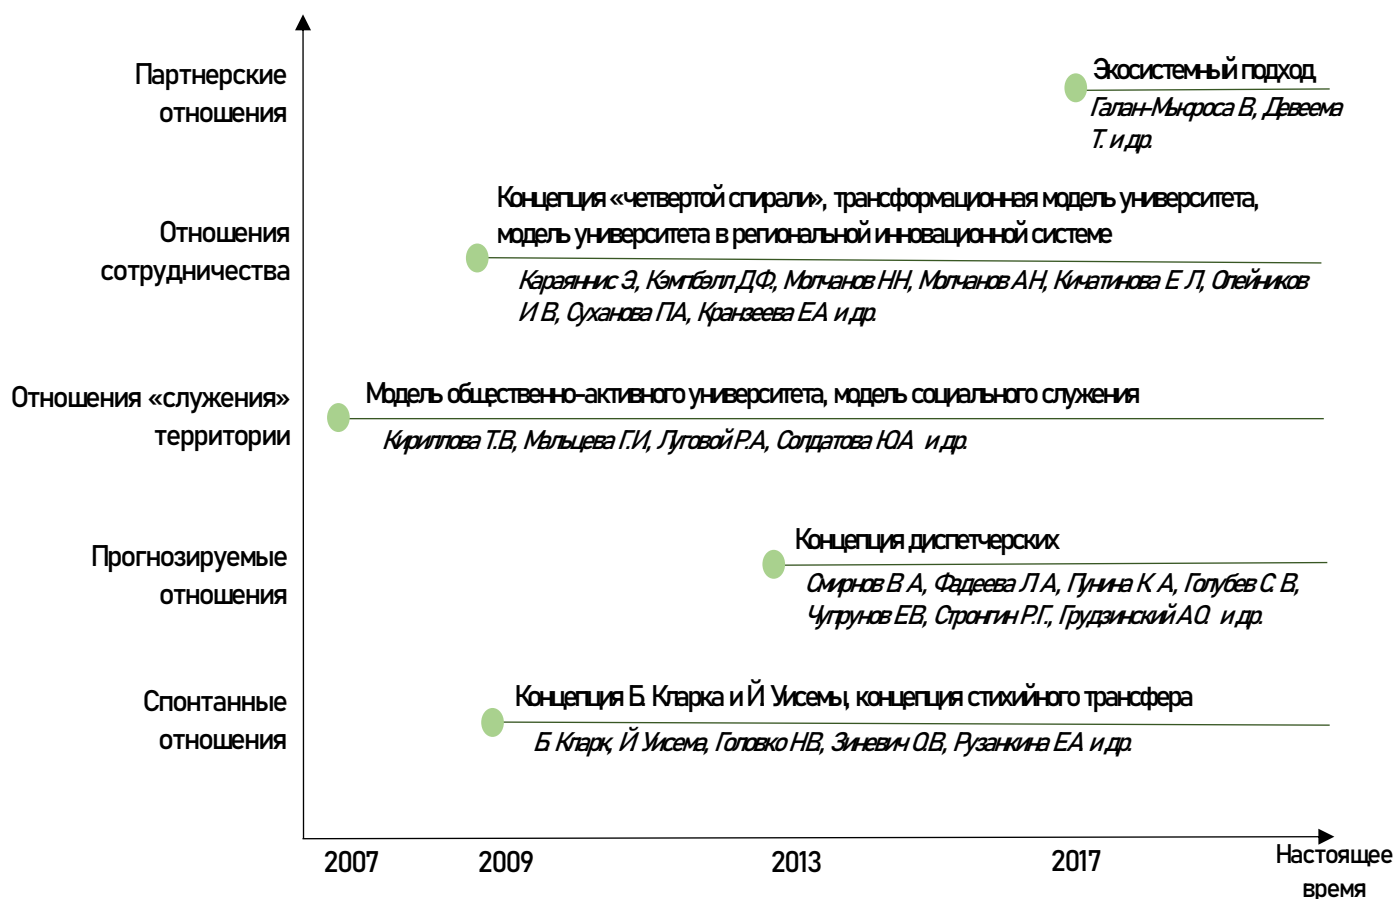 Партнерские
отношения
Экосистемный подход
Галан-Мьюроса В., Девеема
Т. и др.
Концепция «четвертой спирали», трансформационная модель университета,
модель университета в региональной инновационной системе
Отношения
сотрудничества
Караяннис Э., Кэмпбэлл Д.Ф., Молчанов Н.Н., Молчанов А.Н., Кичатинова Е.Л., Олейников
И.В., Суханова П.А., Кранзеева Е.А. и др.
Отношения «служения»
территории
Модель общественно-активного университета, модель социального служения
Кириллова Т.В., Мальцева Г.И., Луговой Р.А., Солдатова Ю.А. и др.
Прогнозируемые
отношения
Концепция диспетчерских
Смирнов В.А., Фадеева Л.А., Пунина К.А., Голубев С.В.,
Чупрунов Е.В., Стронгин Р.Г., Грудзинский А.О. и др.
Спонтанные
отношения
Концепция Б. Кларка и Й. Уисемы, концепция стихийного трансфера
Б. Кларк, Й. Уисема, Головко Н.В., Зиневич О.В., Рузанкина Е.А. и др.
2007
2009
2013
2017
Настоящее
время